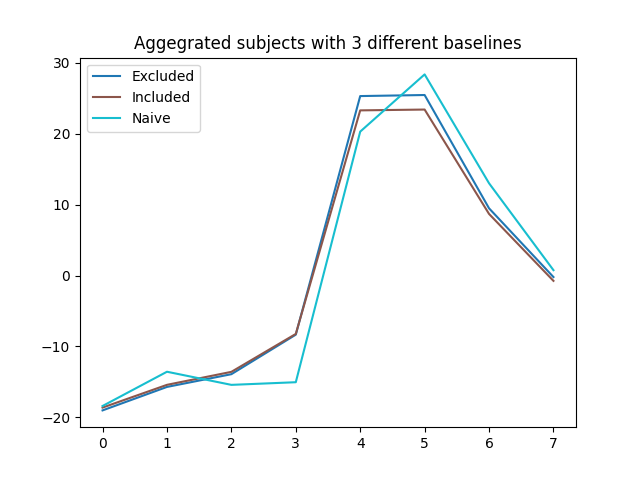 Aggegrated subjects with 3 different baselines
Excluded
Included
Naive
30
20
10
0
−10
−20
0 1 2 3 4 5 6 7